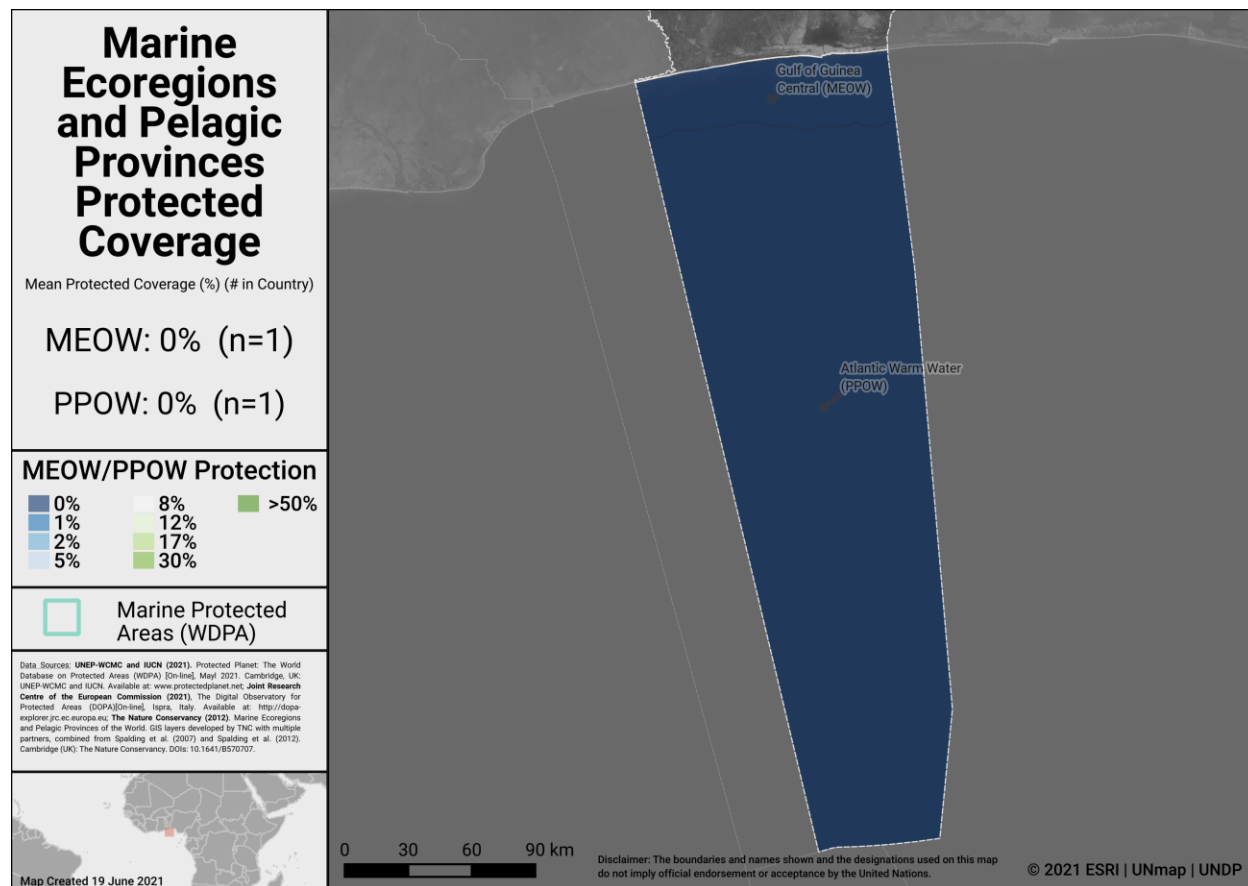 Marine
Ecoregions
and Pelagic
Provinces
Protected
Coverage
Mean Protected Coverage (%) (# in Country)
MEOW: 0% (n=1)
PPOW: 0% (n=1)
MEOW/PPOW Protection
0%
1%
2%
5%
8%
12%
17%
30%
>50%
Marine Protected
Areas (WDPA)
Data Sources: UNEP-WCMC and IUCN (2021). Protected Planet: The World
Database on Protected Areas (WDPA) [On-line], Mayl 2021. Cambridge, UK:
UNEP-WCMC and IUCN. Available at: www.protectedplanet.net; Joint Research
Centre of the European Commission (2021), The Digital Observatory for
Protected Areas (DOPA)[On-line], Ispra, Italy. Available at: http://dopa-
explorer.jrc.ec.europa.eu; The Nature Conservancy (2012). Marine Ecoregions
and Pelagic Provinces of the World. GIS layers developed by TNC with multiple
partners, combined from Spalding et al. (2007) and Spalding et al. (2012).
Cambridge (UK): The Nature Conservancy. DOIs: 10.1641/B570707.
Map Created 19 June 2021
Gulf of Guinea
Central (MEOW)
Atlantic Warm Water
(PPOW)
0 30 60 90 km
Disclaimer: The boundaries and names shown and the designations used on this map
do not imply official endorsement or acceptance by the United Nations.
© 2021 ESRI | UNmap | UNDP